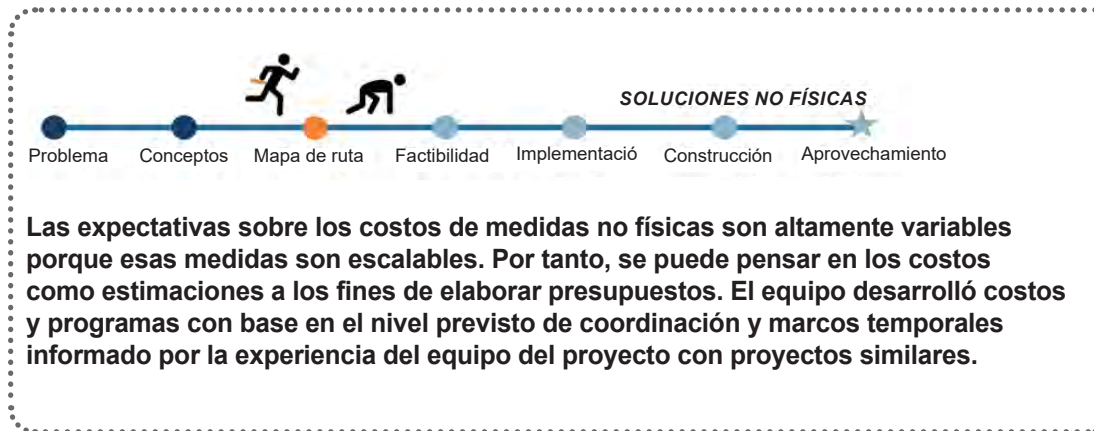 SOLUCIONES NO FÍSICAS
Problema Conceptos Mapa de ruta Factibilidad Implementació Construcción Aprovechamiento
Las expectativas sobre los costos de medidas no físicas son altamente variables
porque esas medidas son escalables. Por tanto, se puede pensar en los costos
como estimaciones a los fines de elaborar presupuestos. El equipo desarrolló costos
y programas con base en el nivel previsto de coordinación y marcos temporales
informado por la experiencia del equipo del proyecto con proyectos similares.